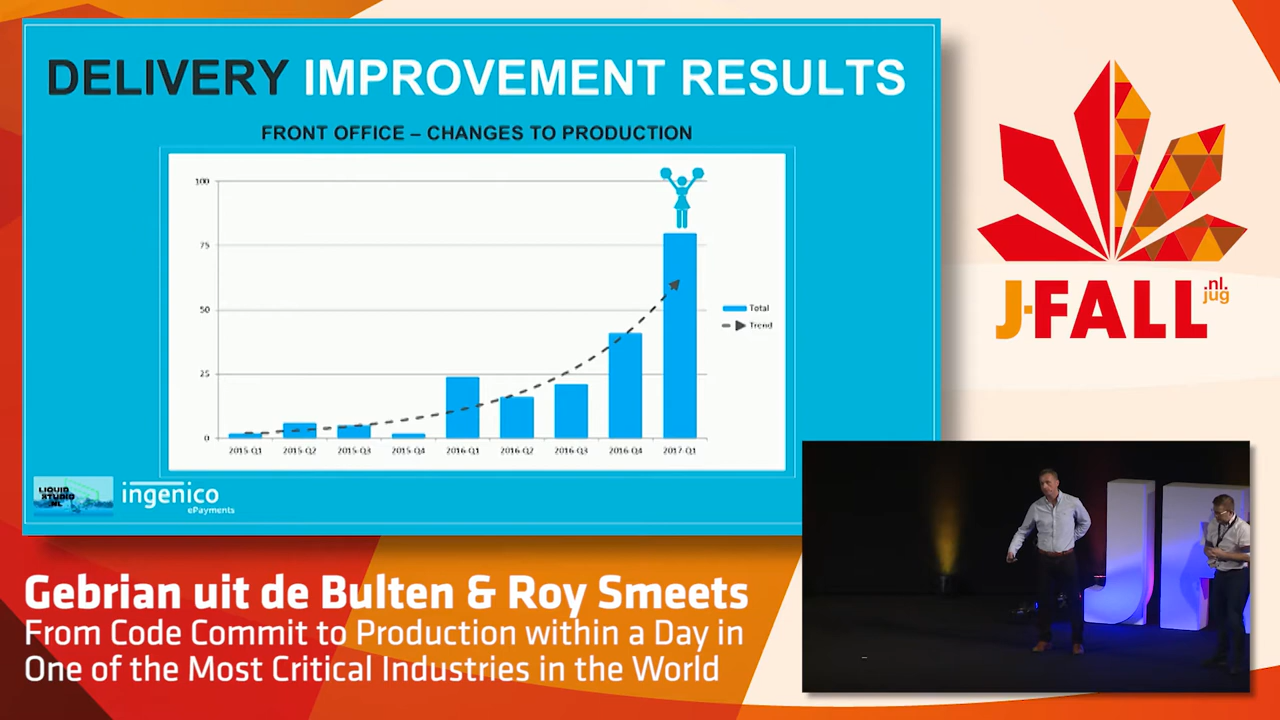 DELIVERY IMPROVEMENT RESULTS
FRONT OFFICE – CHANGES TO PRODUCTION
100
75
50
25
0
2015 Q1
2015 Q2
2015 Q3
2015 Q4
2016 Q1
2016 Q2
2016 Q3
2016 Q4
2017-Q1
Total
Trend
LIQUID
STUDIO
NL
ingenico
ePayments
J-FALL
.nl
jug
Gebrian uit de Bulten & Roy Smeets
From Code Commit to Production within a Day in
One of the Most Critical Industries in the World